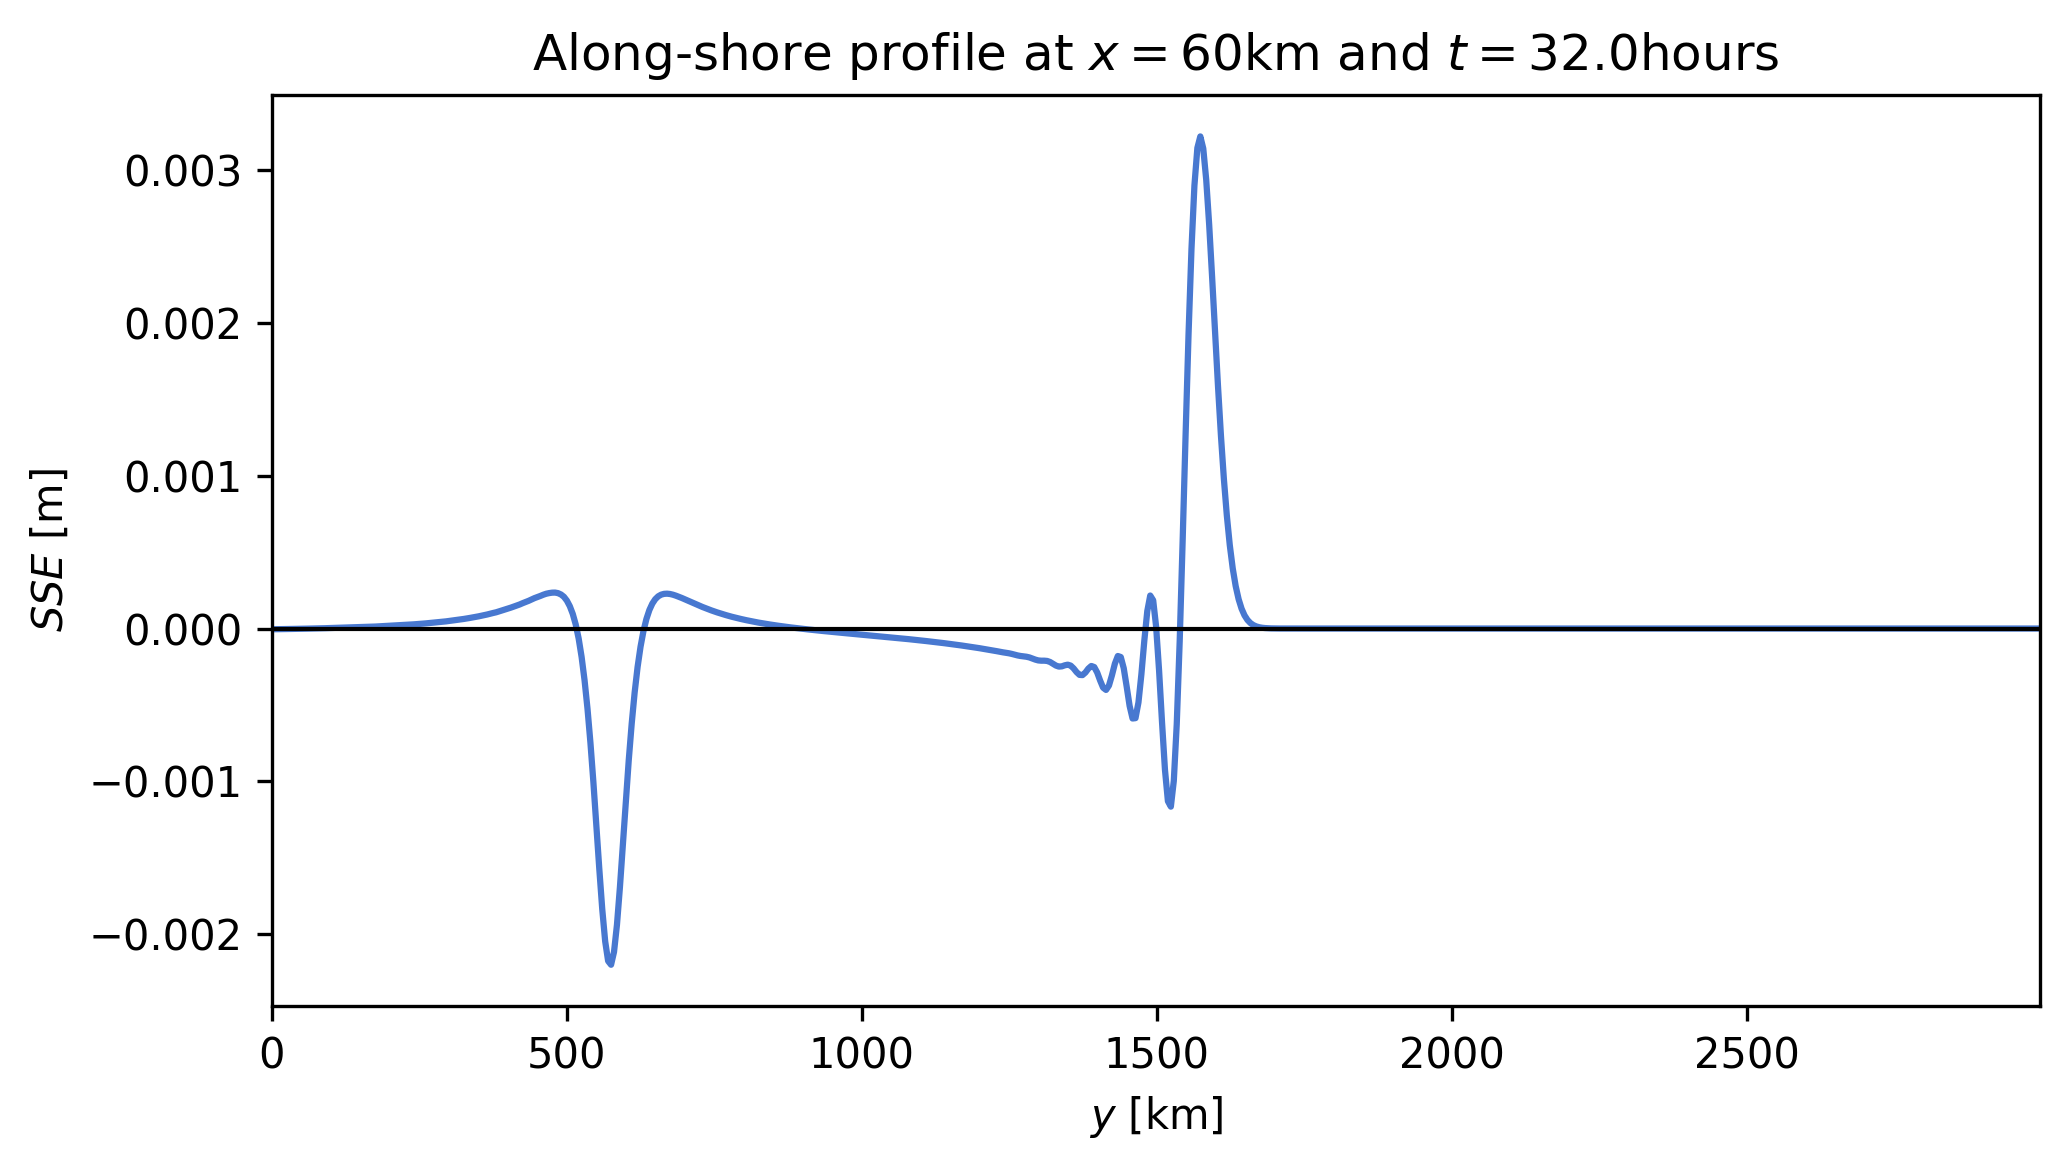 Along-shore profile at x = 60km and t = 32.0hours
SSE [m]
0.003
0.002
0.001
0.000
−0.001
−0.002
0 500 1000 1500 2000 2500
y [km]